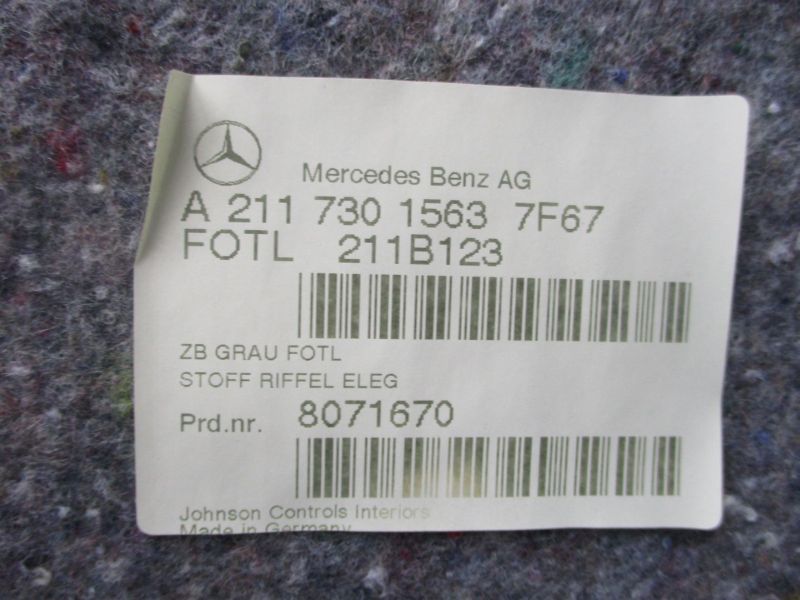 Mercedes Benz AG
A 211 730 1563 7F67
FOTL 211B123
ZB GRAU FOTL
STOFF RIFFEL ELEG
Prd.nr. 8071670
Johnson Controls Interiors
Made in Germany